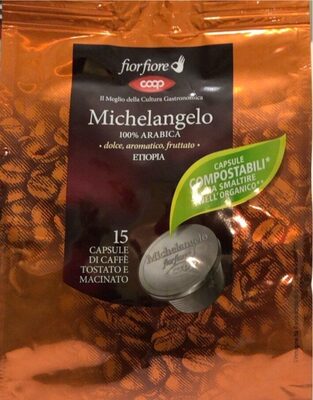 fiorfiore
coop
Il Meglio della Cultura Gastronomica
Michelangelo
100% ARABICA
• dolce, aromatico, fruttato •
ETIOPIA
CAPSULE
COMPOSTABILI*
DA SMALTIRE
NELL'ORGANICO**
15
CAPSULE
DI CAFFÈ
TOSTATO E
MACINATO
Michelangelo
fiorfiore